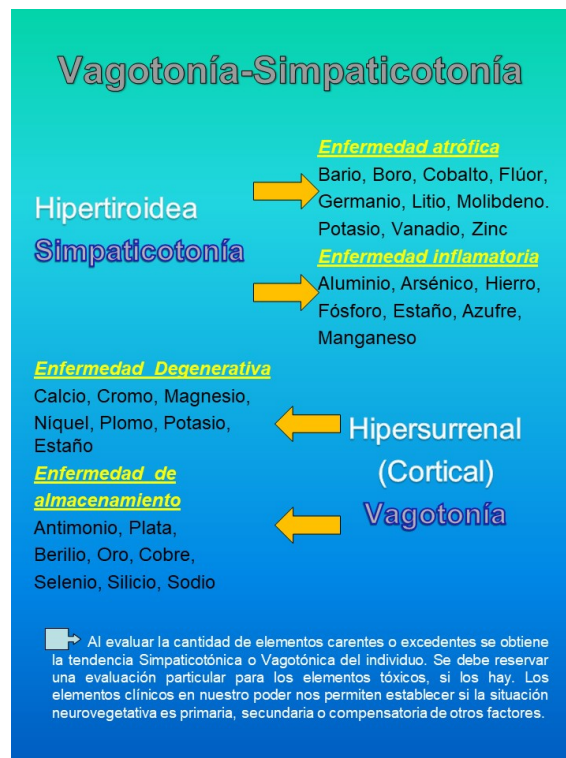 Vagotonía-Simpaticotonía
Enfermedad atrófica
Bario, Boro, Cobalto, Flúor,
Germanio, Litio, Molibdeno.
Potasio, Vanadio, Zinc
Hipertiroidea
Simpaticotonía
Enfermedad inflamatoria
Aluminio, Arsénico, Hierro,
Fósforo, Estaño, Azufre,
Manganeso
Enfermedad Degenerativa
Calcio, Cromo, Magnesio,
Níquel, Plomo, Potasio,
Estaño
Hipersurrenal
(Cortical)
Vagotonía
Enfermedad de
almacenamiento
Antimonio, Plata,
Berilio, Oro, Cobre,
Selenio, Silicio, Sodio
Al evaluar la cantidad de elementos carentes o excedentes se obtiene
la tendencia Simpaticotónica o Vagotónica del individuo. Se debe reservar
una evaluación particular para los elementos tóxicos, si los hay. Los
elementos clínicos en nuestro poder nos permiten establecer si la situación
neurovegetativa es primaria, secundaria o compensatoria de otros factores.